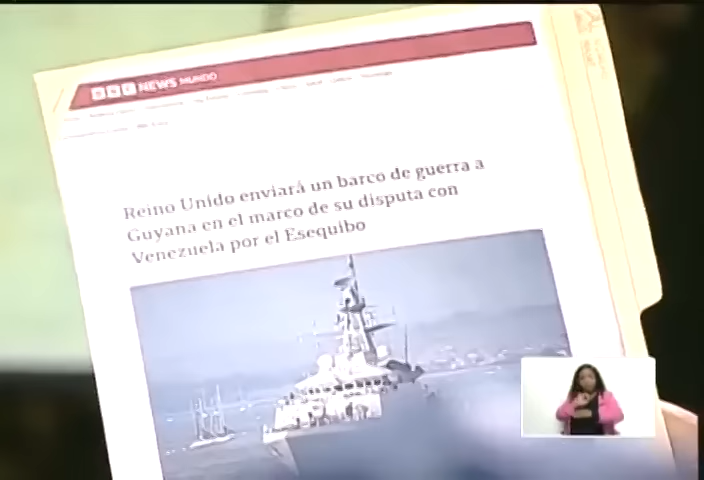 BBC NEWS MUNDO
Reino Unido enviará un barco de guerra a
Guyana en el marco de su disputa con
Venezuela por el Esequibo